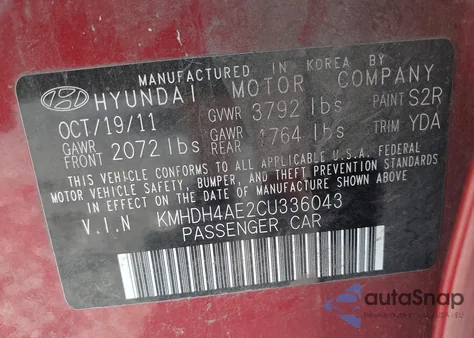 MANUFACTURED IN KOREA BY
HYUNDAI MOTOR COMPANY
OCT/19/11 GVWR 3792 lbs PAINT S2R
GAWR FRONT 2072 lbs GAWR REAR 1764 lbs TRIM YDA
THIS VEHICLE CONFORMS TO ALL APPLICABLE U.S.A FEDERAL
MOTOR VEHICLE SAFETY, BUMPER, AND THEFT PREVENTION STANDARDS
IN EFFECT ON THE DATE OF MANUFACTURE SHOWN ABOVE.
V.I.N KMHDH4AE2CU336043
PASSENGER CAR
autoSnap